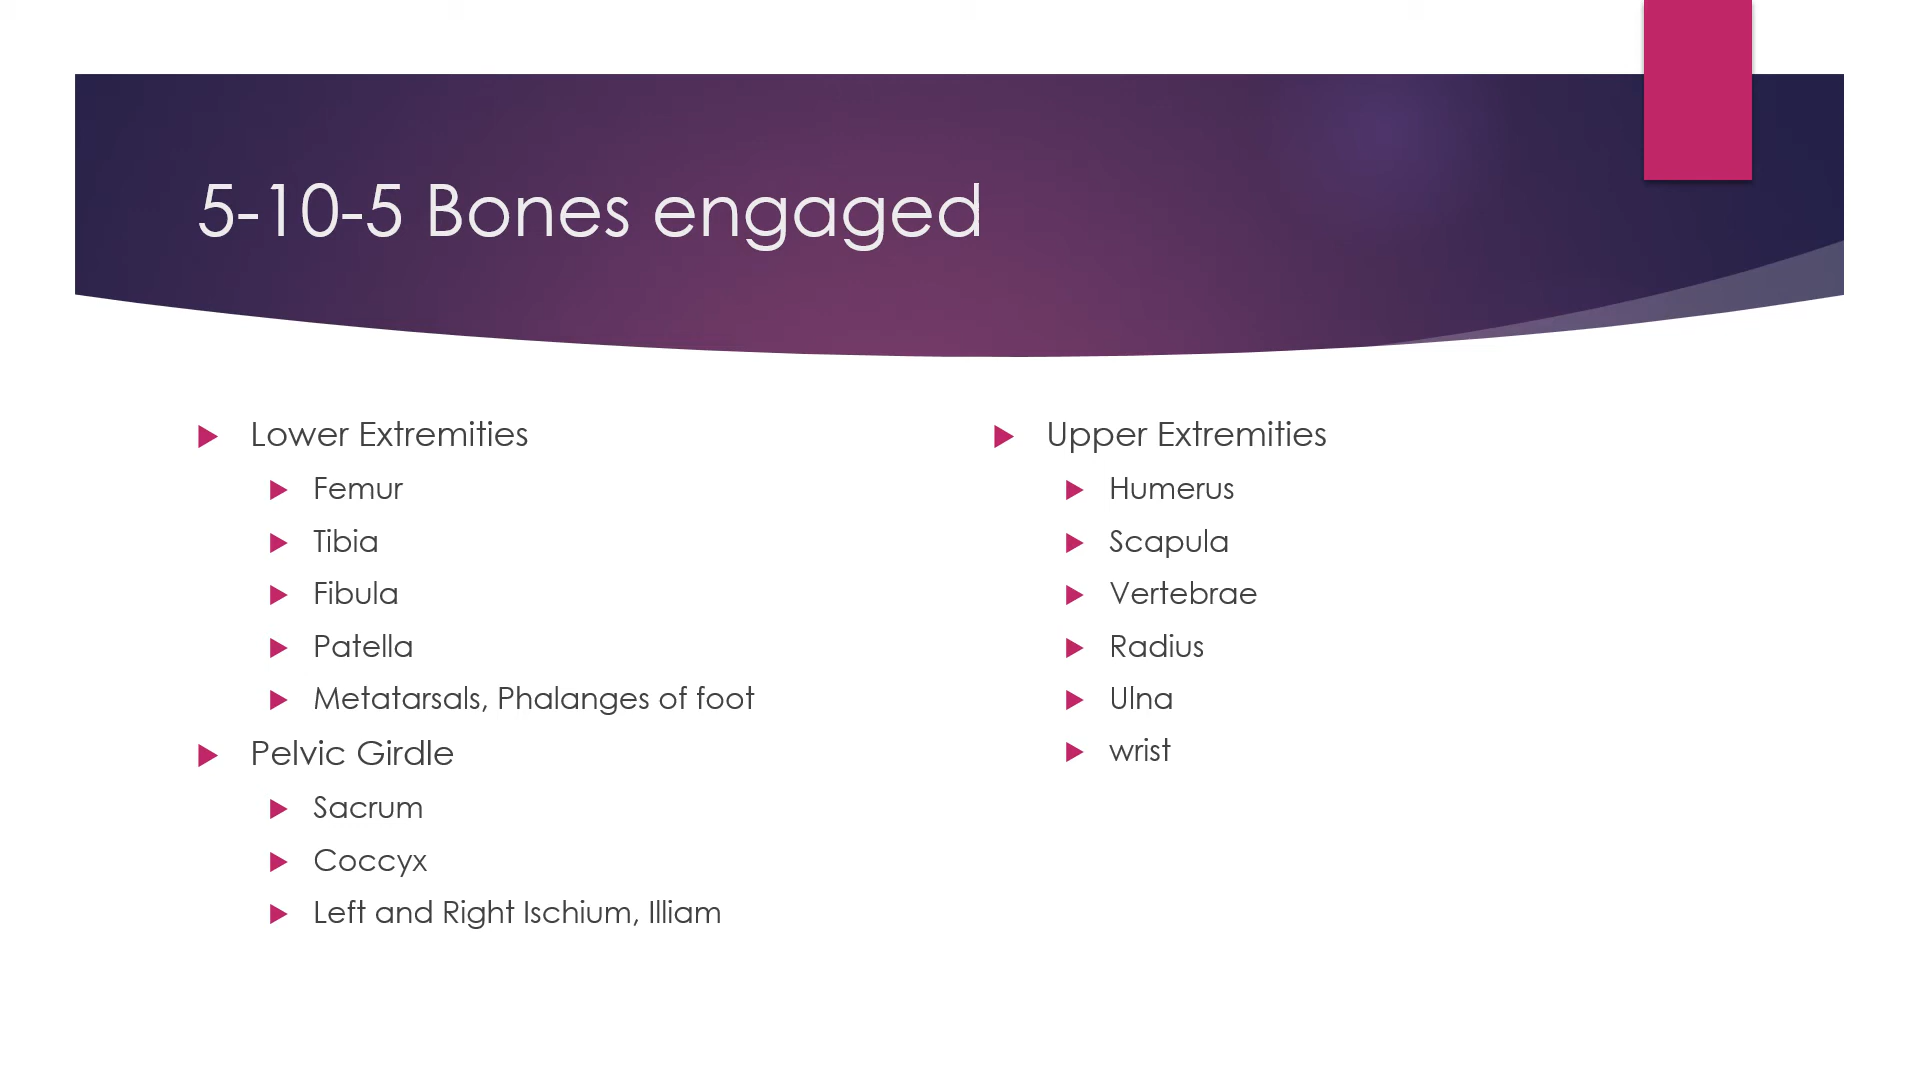 5-10-5 Bones engaged
Lower Extremities
Femur
Tibia
Fibula
Patella
Metatarsals, Phalanges of foot
Pelvic Girdle
Sacrum
Coccyx
Left and Right Ischium, Illiam
Upper Extremities
Humerus
Scapula
Vertebrae
Radius
Ulna
wrist